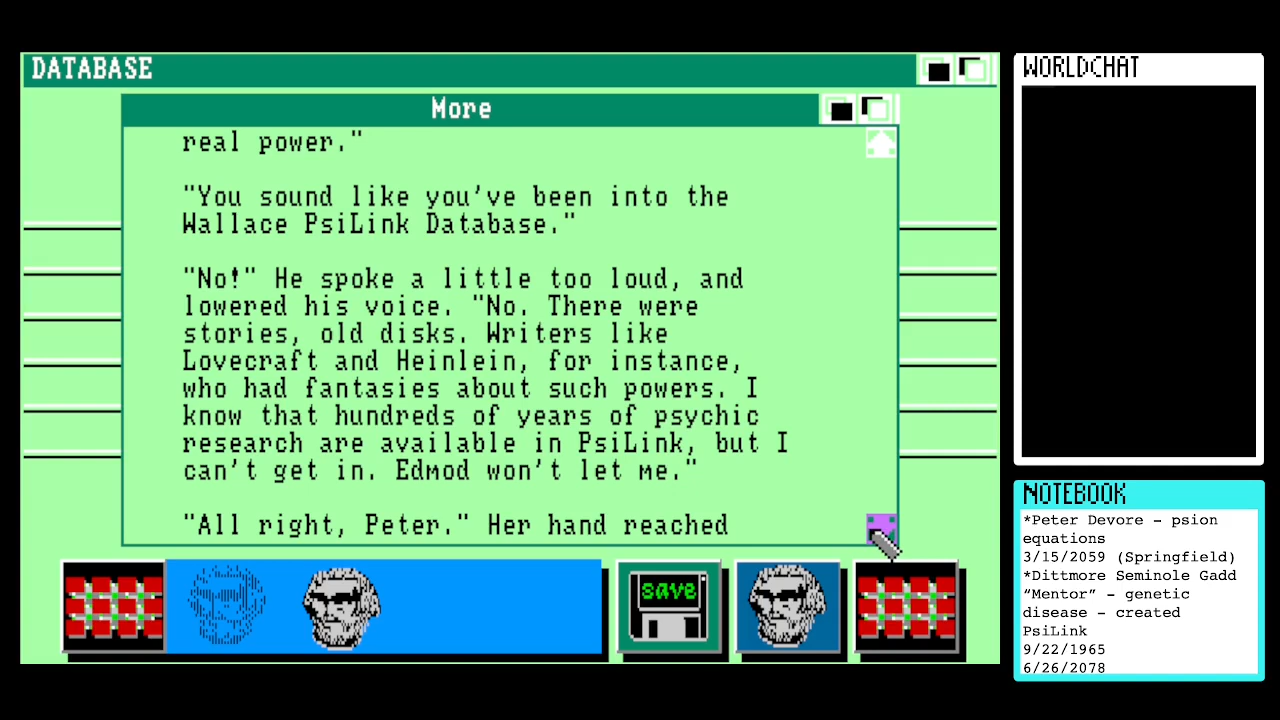 DATABASE
More
real power."
"You sound like you've been into the
Wallace PsiLink Database."
"No!" He spoke a little too loud, and
lowered his voice. "No. There were
stories, old disks. Writers like
Lovecraft and Heinlein, for instance,
who had fantasies about such powers. I
know that hundreds of years of psychic
research are available in PsiLink, but I
can't get in. Edmod won't let me."
"All right, Peter." Her hand reached
save
WORLDCHAT
NOTEBOOK
*Peter Devore – psion
equations
3/15/2059 (Springfield)
*Dittmore Seminole Gadd
“Mentor” – genetic
disease – created
PsiLink
9/22/1965
6/26/2078